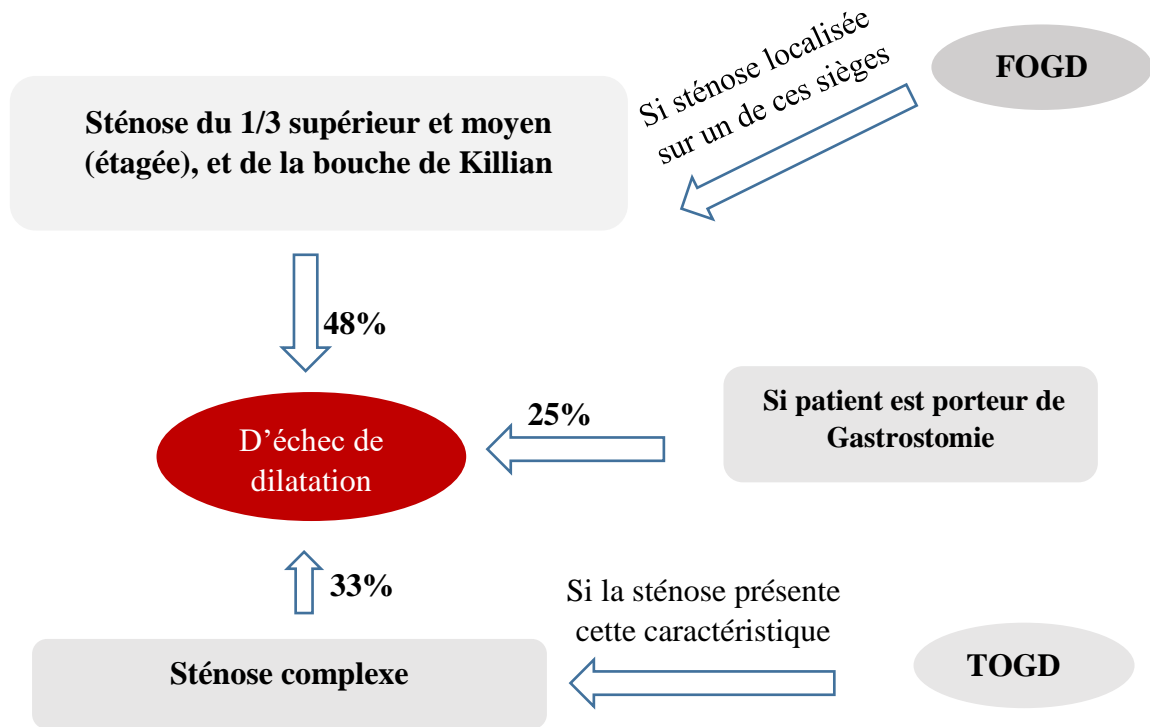 Si sténose localisée
sur un de ces sièges
FOGD
Sténose du 1/3 supérieur et moyen
(étagée), et de la bouche de Killian
48%
D’échec de
dilatation
25%
Si patient est porteur de
Gastrostomie
33%
Si la sténose présente
cette caractéristique
Sténose complexe
TOGD